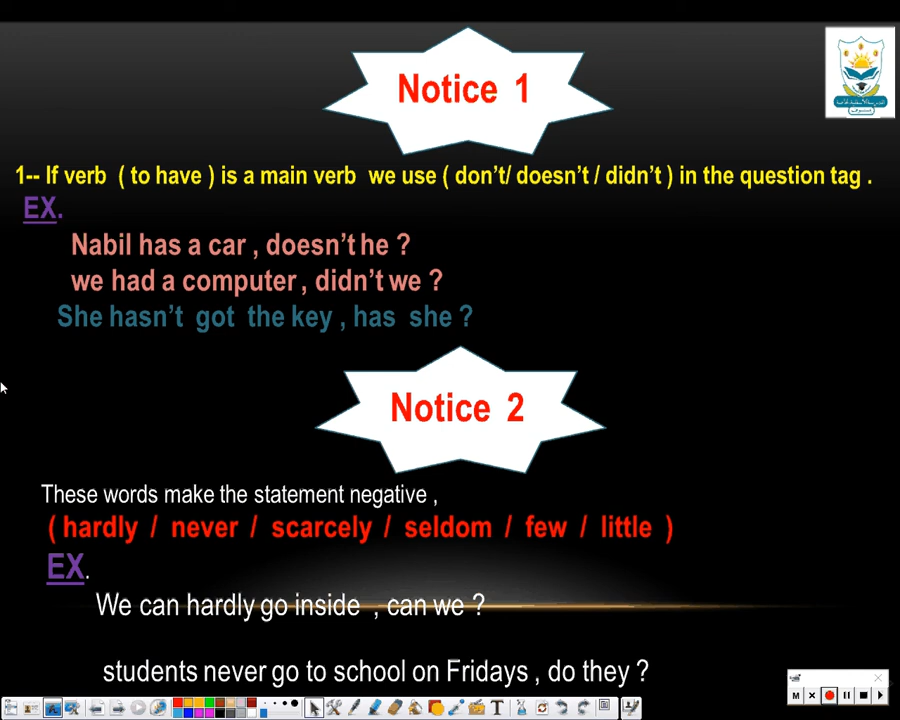 Notice 1
1-- If verb ( to have ) is a main verb we use ( don't/ doesn't / didn't ) in the question tag .
EX.
Nabil has a car , doesn't he ?
we had a computer , didn't we ?
She hasn't got the key , has she ?
Notice 2
These words make the statement negative ,
( hardly / never / scarcely / seldom / few / little )
EX.
We can hardly go inside , can we ?
students never go to school on Fridays , do they ?